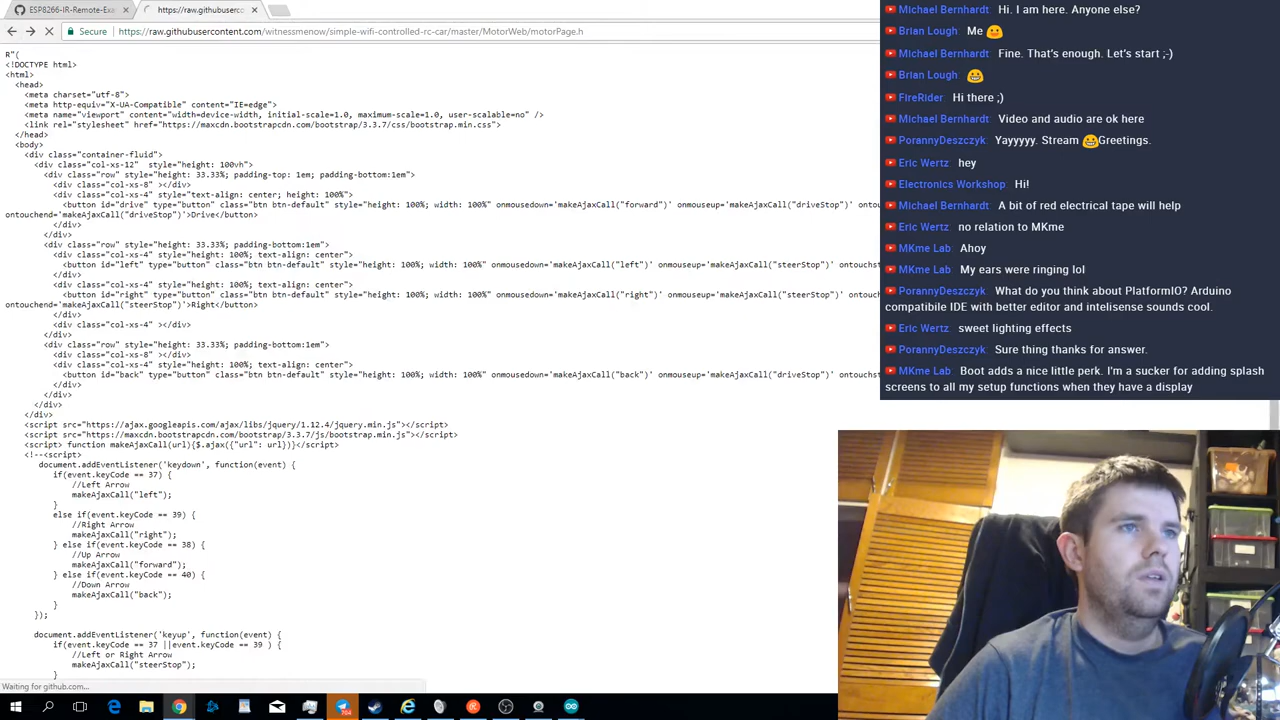 ESP8266-IR-Remote-Exa
https://raw.githubuserco
Secure
https://raw.githubusercontent.com/witnessmenow/simple-wifi-controlled-rc-car/master/MotorWeb/motorPage.h
R"(
<!DOCTYPE html>
<html>
<head>
<meta charset="utf-8">
<meta http-equiv="X-UA-Compatible" content="IE=edge">
<meta name="viewport" content="width=device-width, initial-scale=1.0, maximum-scale=1.0, user-scalable=no" />
<link rel="stylesheet" href="https://maxcdn.bootstrapcdn.com/bootstrap/3.3.7/css/bootstrap.min.css">
</head>
<body>
<div class="container-fluid">
<div class="col-xs-12" style="height: 100vh">
<div class="row" style="height: 33.33%; padding-top: 1em; padding-bottom:1em">
<div class="col-xs-8" ></div>
<div class="col-xs-4" style="text-align: center; height: 100%">
<button id="drive" type="button" class="btn btn-default" style="height: 100%; width: 100%" onmousedown='makeAjaxCall("forward")' onmouseup='makeAjaxCall("driveStop")' onto
ontouchend='makeAjaxCall("driveStop")'>Drive</button>
</div>
</div>
<div class="row" style="height: 33.33%; padding-bottom:1em">
<div class="col-xs-4" style="height: 100%; text-align: center">
<button id="left" type="button" class="btn btn-default" style="height: 100%; width: 100%" onmousedown='makeAjaxCall("left")' onmouseup='makeAjaxCall("steerStop")' ontouchst
</div>
<div class="col-xs-4" style="height: 100%; text-align: center">
<button id="right" type="button" class="btn btn-default" style="height: 100%; width: 100%" onmousedown='makeAjaxCall("right")' onmouseup='makeAjaxCall("steerStop")' ontouchs
ontouchend='makeAjaxCall("steerStop")'>Right</button>
</div>
<div class="col-xs-4" ></div>
</div>
<div class="row" style="height: 33.33%; padding-bottom:1em">
<div class="col-xs-8" ></div>
<div class="col-xs-4" style="height: 100%; text-align: center">
<button id="back" type="button" class="btn btn-default" style="height: 100%; width: 100%" onmousedown='makeAjaxCall("back")' onmouseup='makeAjaxCall("driveStop")' ontouchst
</div>
</div>
</div>
</div>
<script src="https://ajax.googleapis.com/ajax/libs/jquery/1.12.4/jquery.min.js"></script>
<script src="https://maxcdn.bootstrapcdn.com/bootstrap/3.3.7/js/bootstrap.min.js"></script>
<script> function makeAjaxCall(url){$.ajax({"url": url})}</script>
<!--<script>
document.addEventListener('keydown', function(event) {
if(event.keyCode == 37) {
//Left Arrow
makeAjaxCall("left");
}
else if(event.keyCode == 39) {
//Right Arrow
makeAjaxCall("right");
} else if(event.keyCode == 38) {
//Up Arrow
makeAjaxCall("forward");
} else if(event.keyCode == 40) {
//Down Arrow
makeAjaxCall("back");
}
});
document.addEventListener('keyup', function(event) {
if(event.keyCode == 37 ||event.keyCode == 39 ) {
//Left or Right Arrow
makeAjaxCall("steerStop");
}
Waiting for github.com...
Michael Bernhardt: Hi. I am here. Anyone else?
Brian Lough: Me
Michael Bernhardt: Fine. That's enough. Let's start ;-)
Brian Lough:
FireRider: Hi there ;)
Michael Bernhardt: Video and audio are ok here
PorannyDeszczyk: Yayyyyy. Stream Greetings.
Eric Wertz: hey
Electronics Workshop: Hi!
Michael Bernhardt: A bit of red electrical tape will help
Eric Wertz: no relation to MKme
MKme Lab: Ahoy
MKme Lab: My ears were ringing lol
PorannyDeszczyk: What do you think about PlatformIO? Arduino
compatibile IDE with better editor and intelisense sounds cool.
Eric Wertz: sweet lighting effects
PorannyDeszczyk: Sure thing thanks for answer.
MKme Lab: Boot adds a nice little perk. I'm a sucker for adding splash
screens to all my setup functions when they have a display